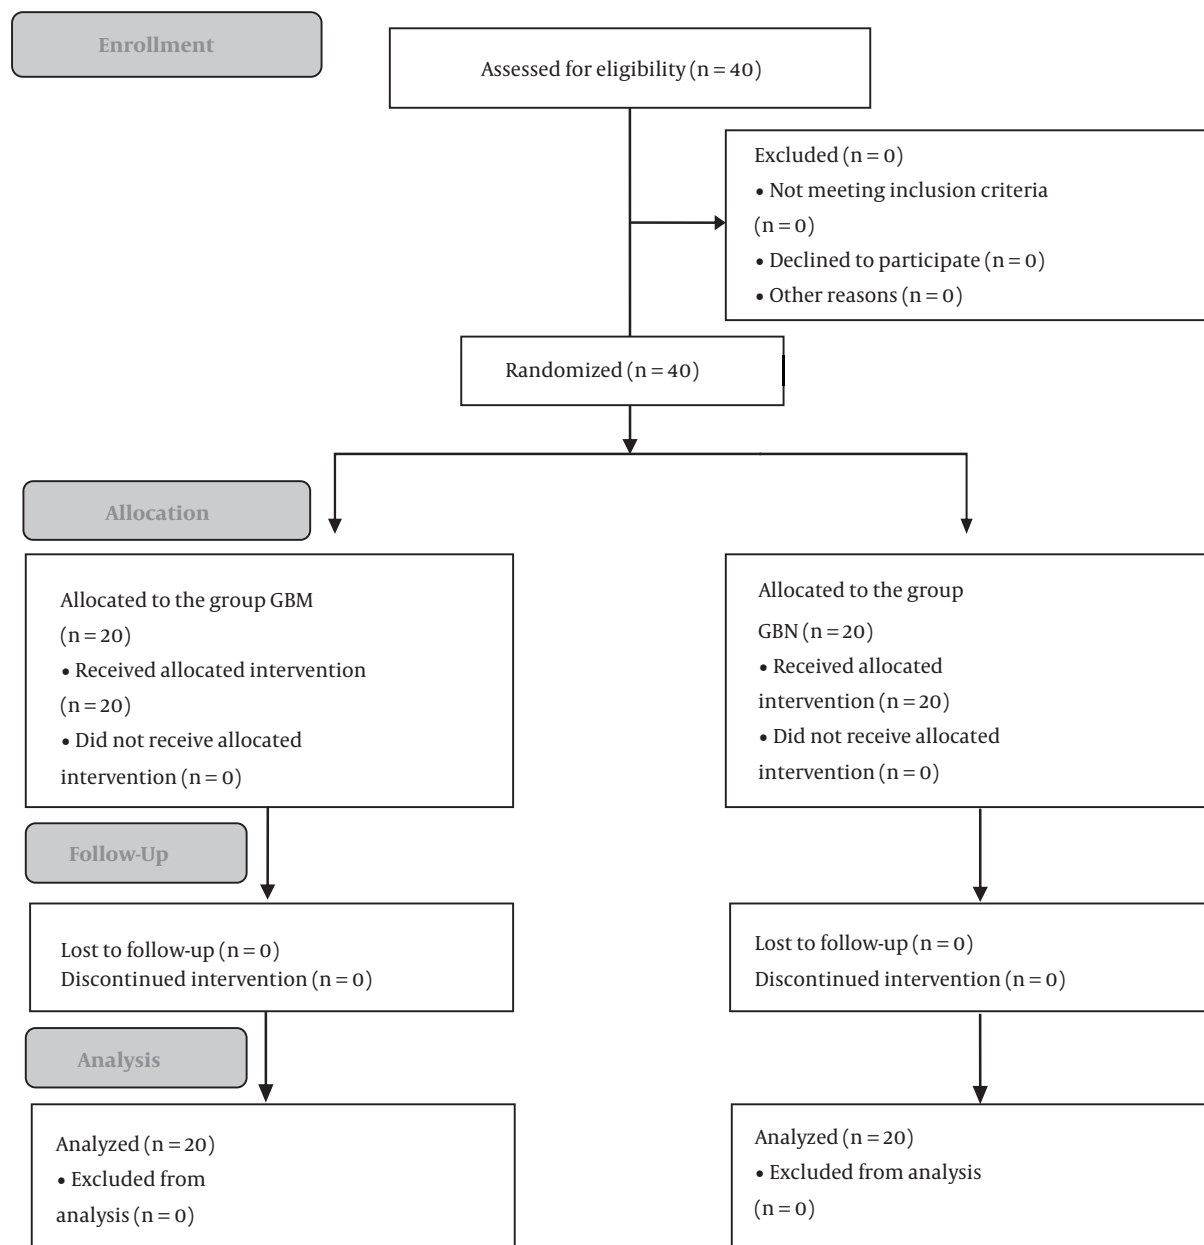 Enrollment
Assessed for eligibility (n = 40)
Excluded (n = 0)
• Not meeting inclusion criteria
(n = 0)
• Declined to participate (n = 0)
• Other reasons (n = 0)
Randomized (n = 40)
Allocation
Allocated to the group GBM
(n = 20)
• Received allocated intervention
(n = 20)
• Did not receive allocated
intervention (n = 0)
Allocated to the group
GBN (n = 20)
• Received allocated
intervention (n = 20)
• Did not receive allocated
intervention (n = 0)
Follow-Up
Lost to follow-up (n = 0)
Discontinued intervention (n = 0)
Lost to follow-up (n = 0)
Discontinued intervention (n = 0)
Analysis
Analyzed (n = 20)
• Excluded from
analysis (n = 0)
Analyzed (n = 20)
• Excluded from analysis
(n = 0)